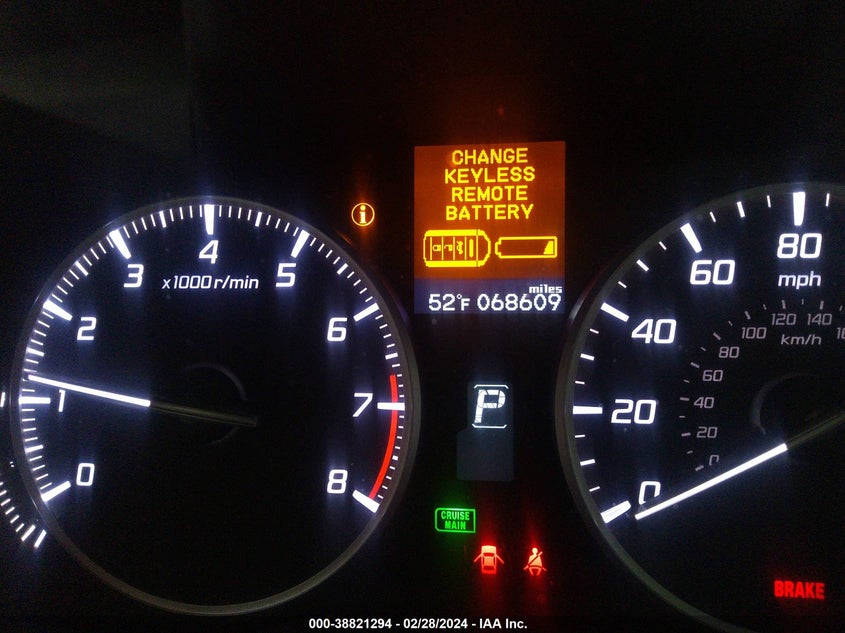 CHANGE
KEYLESS
REMOTE
BATTERY
miles
52°F 068609
0
1
2
3
4
5
6
7
8
x1000r/min
P
CRUISE
MAIN
0
20
40
60
80
mph
0
20
40
60
80
100
120
140
km/h
BRAKE
000-38821294 - 02/28/2024 - IAA Inc.